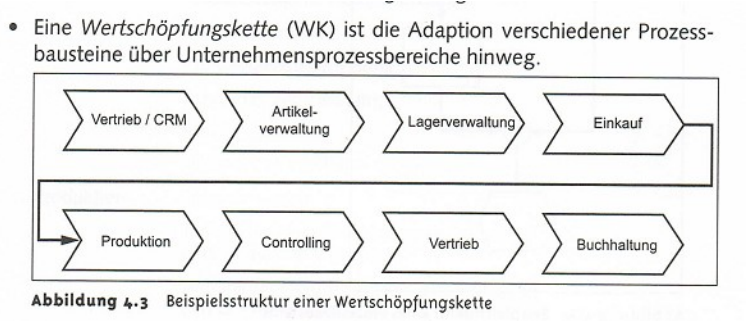 • Eine Wertschöpfungskette (WK) ist die Adaption verschiedener Prozess-
bausteine über Unternehmensprozessbereiche hinweg.
Vertrieb / CRM
Artikel-
verwaltung
Lagerverwaltung
Einkauf
Produktion
Controlling
Vertrieb
Buchhaltung
Abbildung 4.3 Beispielsstruktur einer Wertschöpfungskette